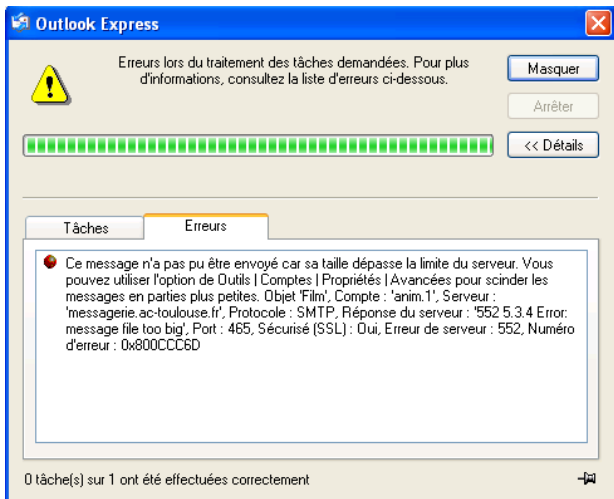 Outlook Express
Erreurs lors du traitement des tâches demandées. Pour plus
d'informations, consultez la liste d'erreurs ci-dessous.
Masquer
Arrêter
<< Détails
Tâches
Erreurs
Ce message n'a pas pu être envoyé car sa taille dépasse la limite du serveur. Vous
pouvez utiliser l'option de Outils | Comptes | Propriétés | Avancées pour scinder les
messages en parties plus petites. Objet 'Film', Compte : 'anim.1', Serveur :
'messagerie.ac-toulouse.fr', Protocole : SMTP, Réponse du serveur : '552 5.3.4 Error:
message file too big', Port : 465, Sécurisé (SSL) : Oui, Erreur de serveur : 552, Numéro
d'erreur : 0x800CCC6D
0 tâche(s) sur 1 ont été effectuées correctement